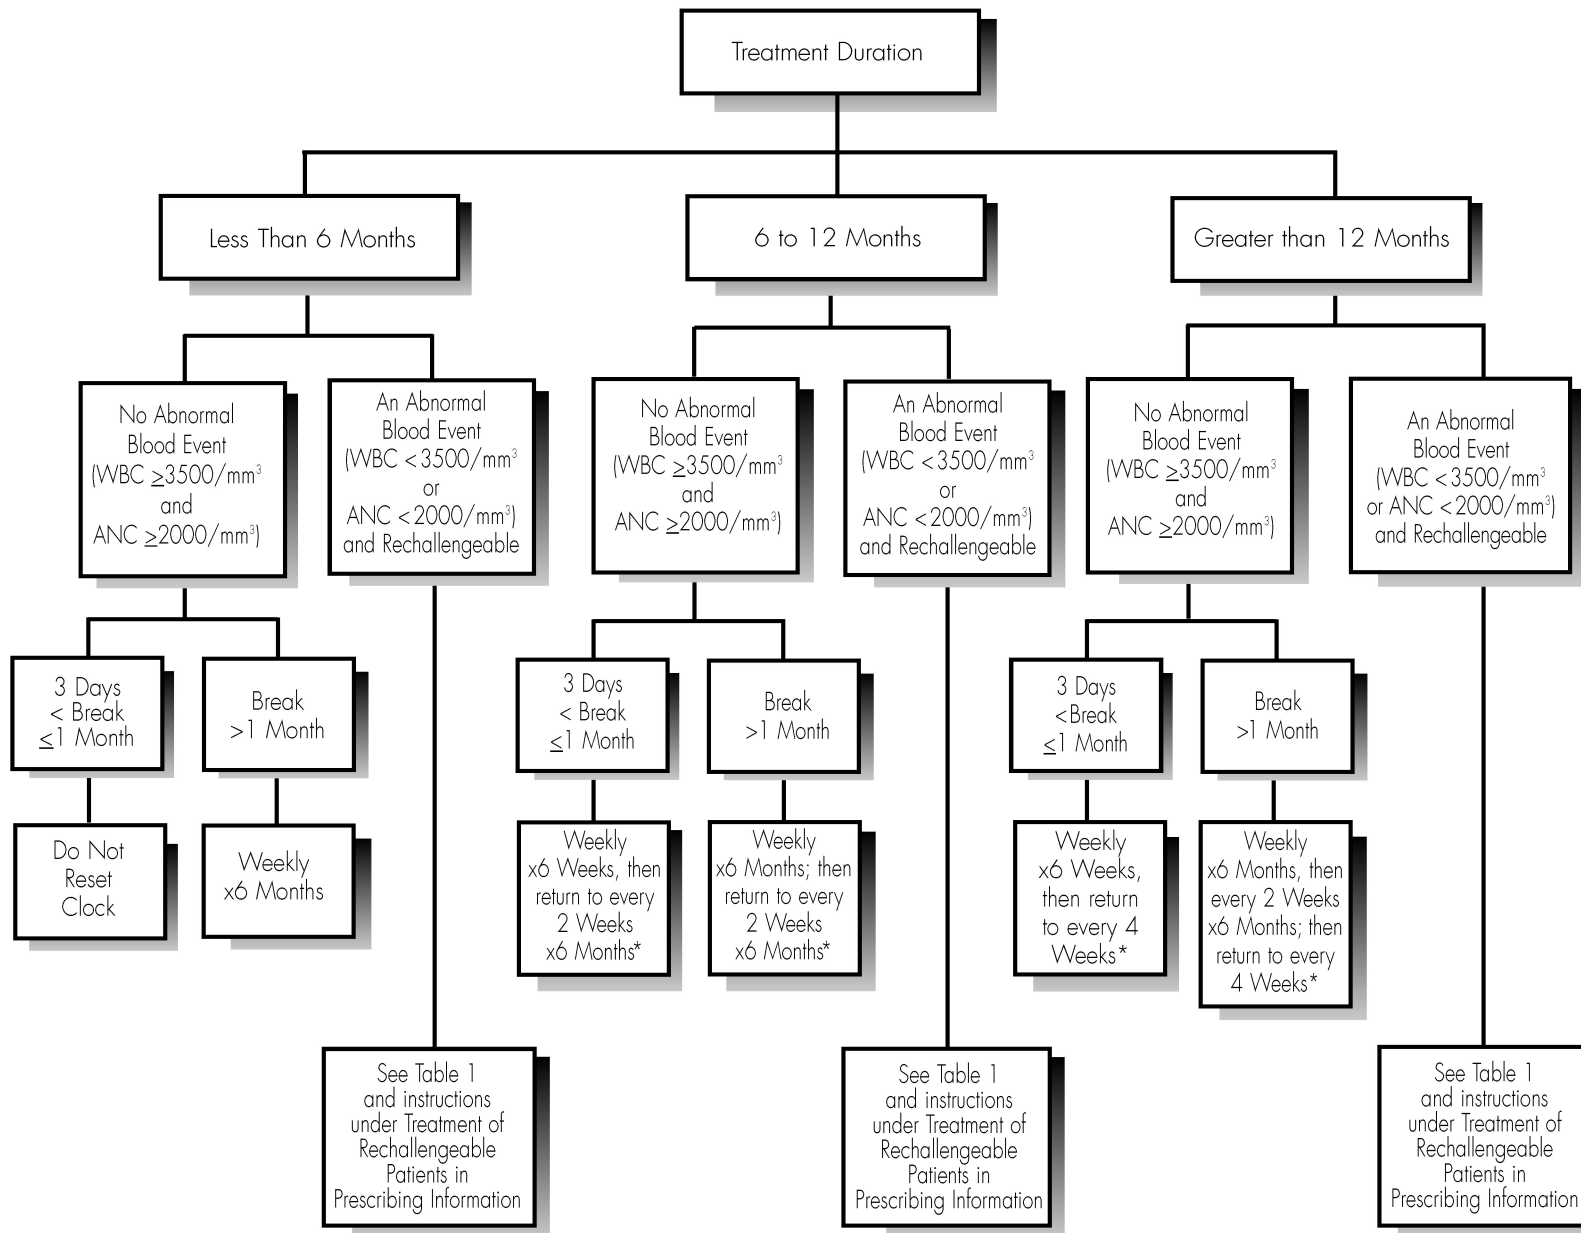 Treatment Duration
Less Than 6 Months
6 to 12 Months
Greater than 12 Months
No Abnormal
Blood Event
(WBC ≥3500/mm³
and
ANC ≥2000/mm³)
An Abnormal
Blood Event
(WBC <3500/mm³
or
ANC <2000/mm³)
and Rechallengeable
No Abnormal
Blood Event
(WBC ≥3500/mm³
and
ANC ≥2000/mm³)
An Abnormal
Blood Event
(WBC <3500/mm³
or
ANC <2000/mm³)
and Rechallengeable
No Abnormal
Blood Event
(WBC ≥3500/mm³
and
ANC ≥2000/mm³)
An Abnormal
Blood Event
(WBC <3500/mm³
or ANC <2000/mm³)
and Rechallengeable
3 Days
< Break
≤1 Month
Break
>1 Month
3 Days
< Break
≤1 Month
Break
>1 Month
3 Days
<Break
≤1 Month
Break
>1 Month
Do Not
Reset
Clock
Weekly
x6 Months
Weekly
x6 Weeks, then
return to every
2 Weeks
x6 Months*
Weekly
x6 Months; then
return to every
2 Weeks
x6 Months*
Weekly
x6 Weeks,
then return
to every 4
Weeks*
Weekly
x6 Months, then
every 2 Weeks
x6 Months; then
return to every
4 Weeks*
See Table 1
and instructions
under Treatment of
Rechallengeable
Patients in
Prescribing Information
See Table 1
and instructions
under Treatment of
Rechallengeable
Patients in
Prescribing Information
See Table 1
and instructions
under Treatment of
Rechallengeable
Patients in
Prescribing Information